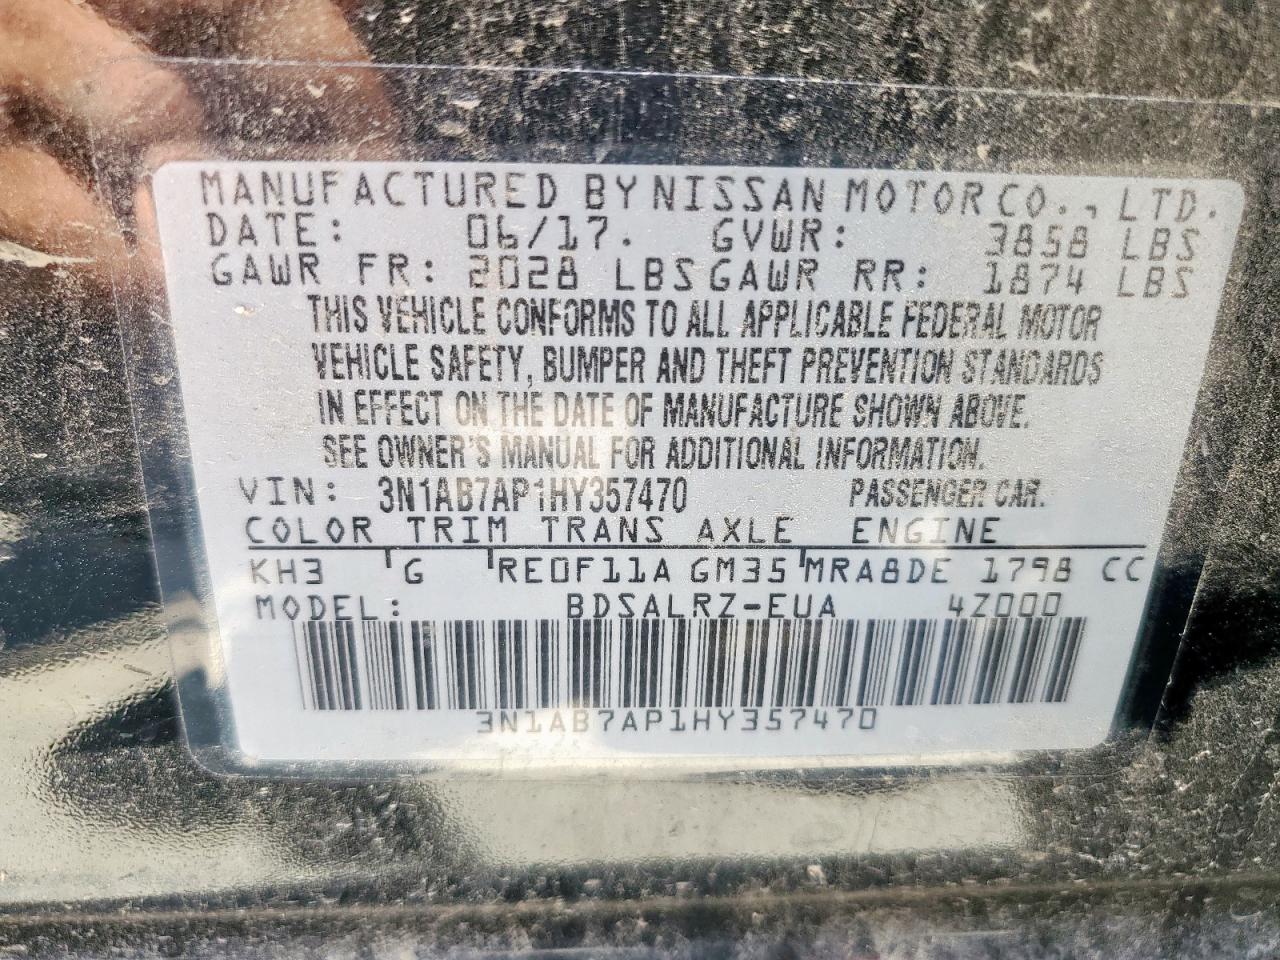 MANUFACTURED BY NISSAN MOTOR CO., LTD.
DATE: 06/17. GVWR: 3858 LBS
GAWR FR: 2028 LBS GAWR RR: 1874 LBS
THIS VEHICLE CONFORMS TO ALL APPLICABLE FEDERAL MOTOR
VEHICLE SAFETY, BUMPER AND THEFT PREVENTION STANDARDS
IN EFFECT ON THE DATE OF MANUFACTURE SHOWN ABOVE.
SEE OWNER'S MANUAL FOR ADDITIONAL INFORMATION.
VIN: 3N1AB7AP1HY357470 PASSENGER CAR.
COLOR TRIM TRANS AXLE ENGINE
KH3 G RE0F11A GM35 MRA8DE 1798 CC
MODEL: BDSALRZ-EUA 4Z000
3N1AB7AP1HY357470